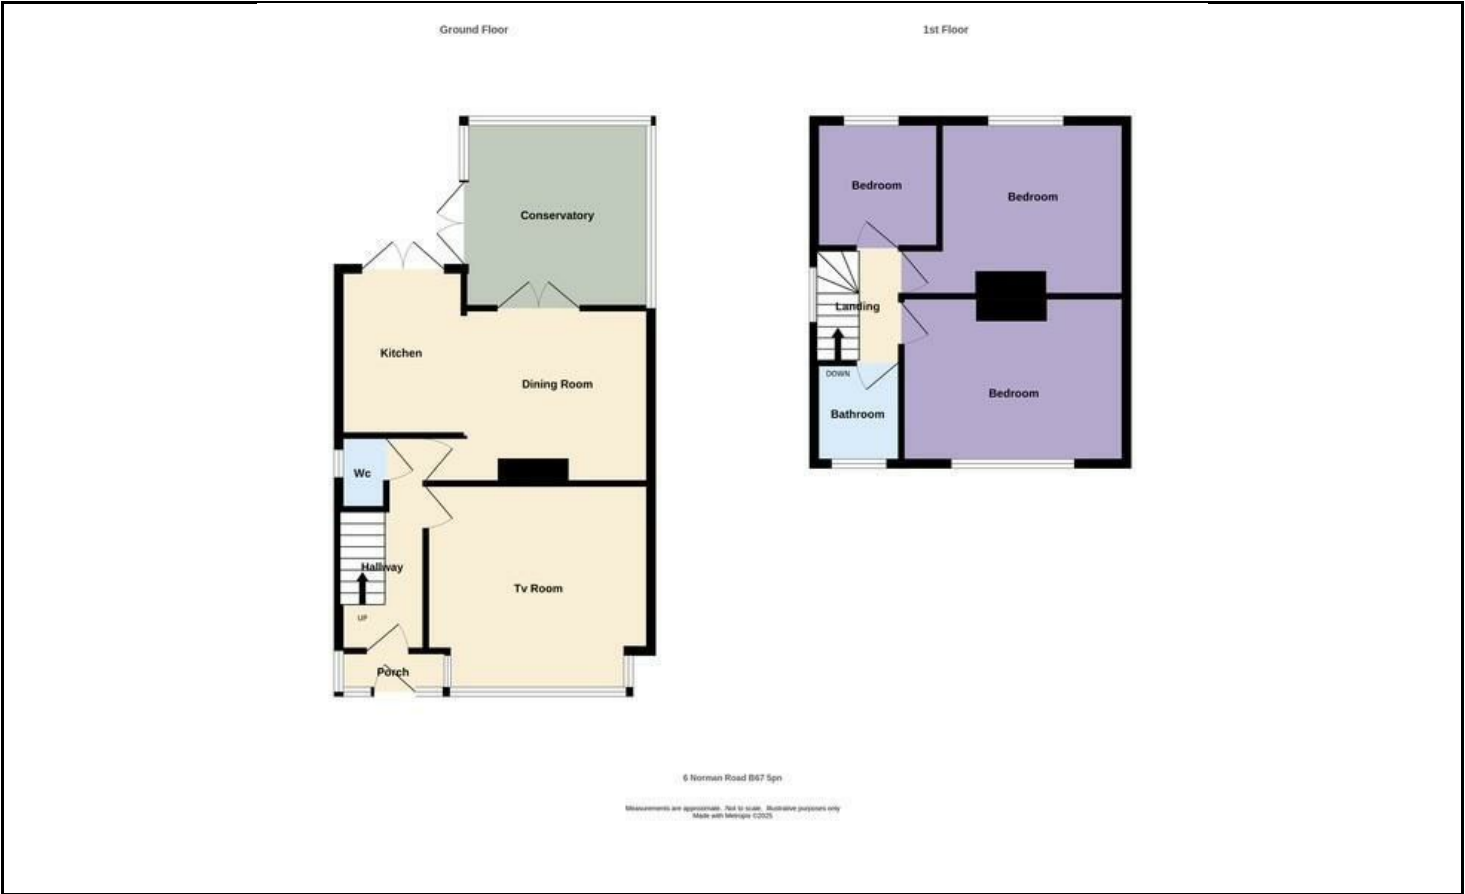 Ground Floor
1st Floor
Conservatory
Kitchen
Dining Room
Wc
Hallway
UP
Tv Room
Porch
Bedroom
Bedroom
Landing
DOWN
Bathroom
Bedroom
6 Norman Road B67 5pn
Measurements are approximate. Not to scale. Illustrative purposes only
Made with Metropix ©2025